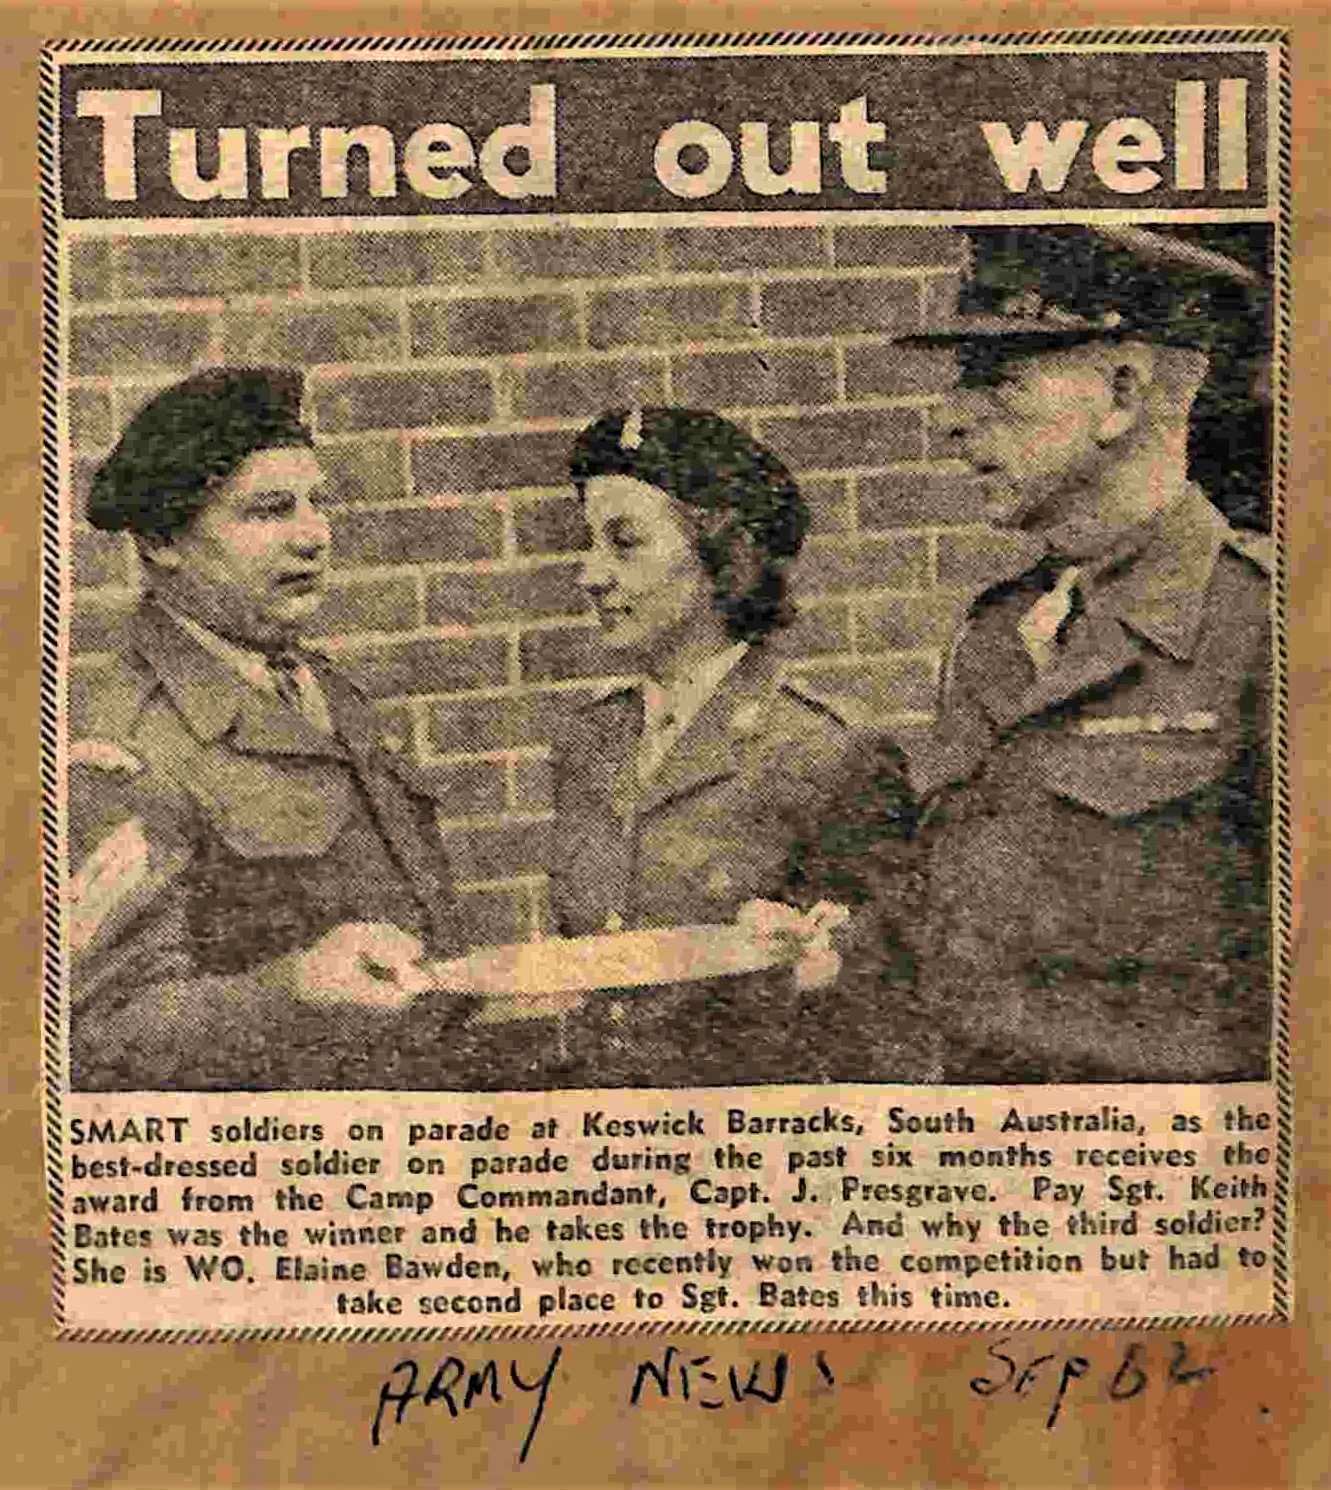 Turned out well
SMART soldiers on parade at Keswick Barracks, South Australia, as the
best-dressed soldier on parade during the past six months receives the
award from the Camp Commandant, Capt. J. Presgrave. Pay Sgt. Keith
Bates was the winner and he takes the trophy. And why the third soldier?
She is WO. Elaine Bawden, who recently won the competition but had to
take second place to Sgt. Bates this time.
ARMY NEWS SEP 62